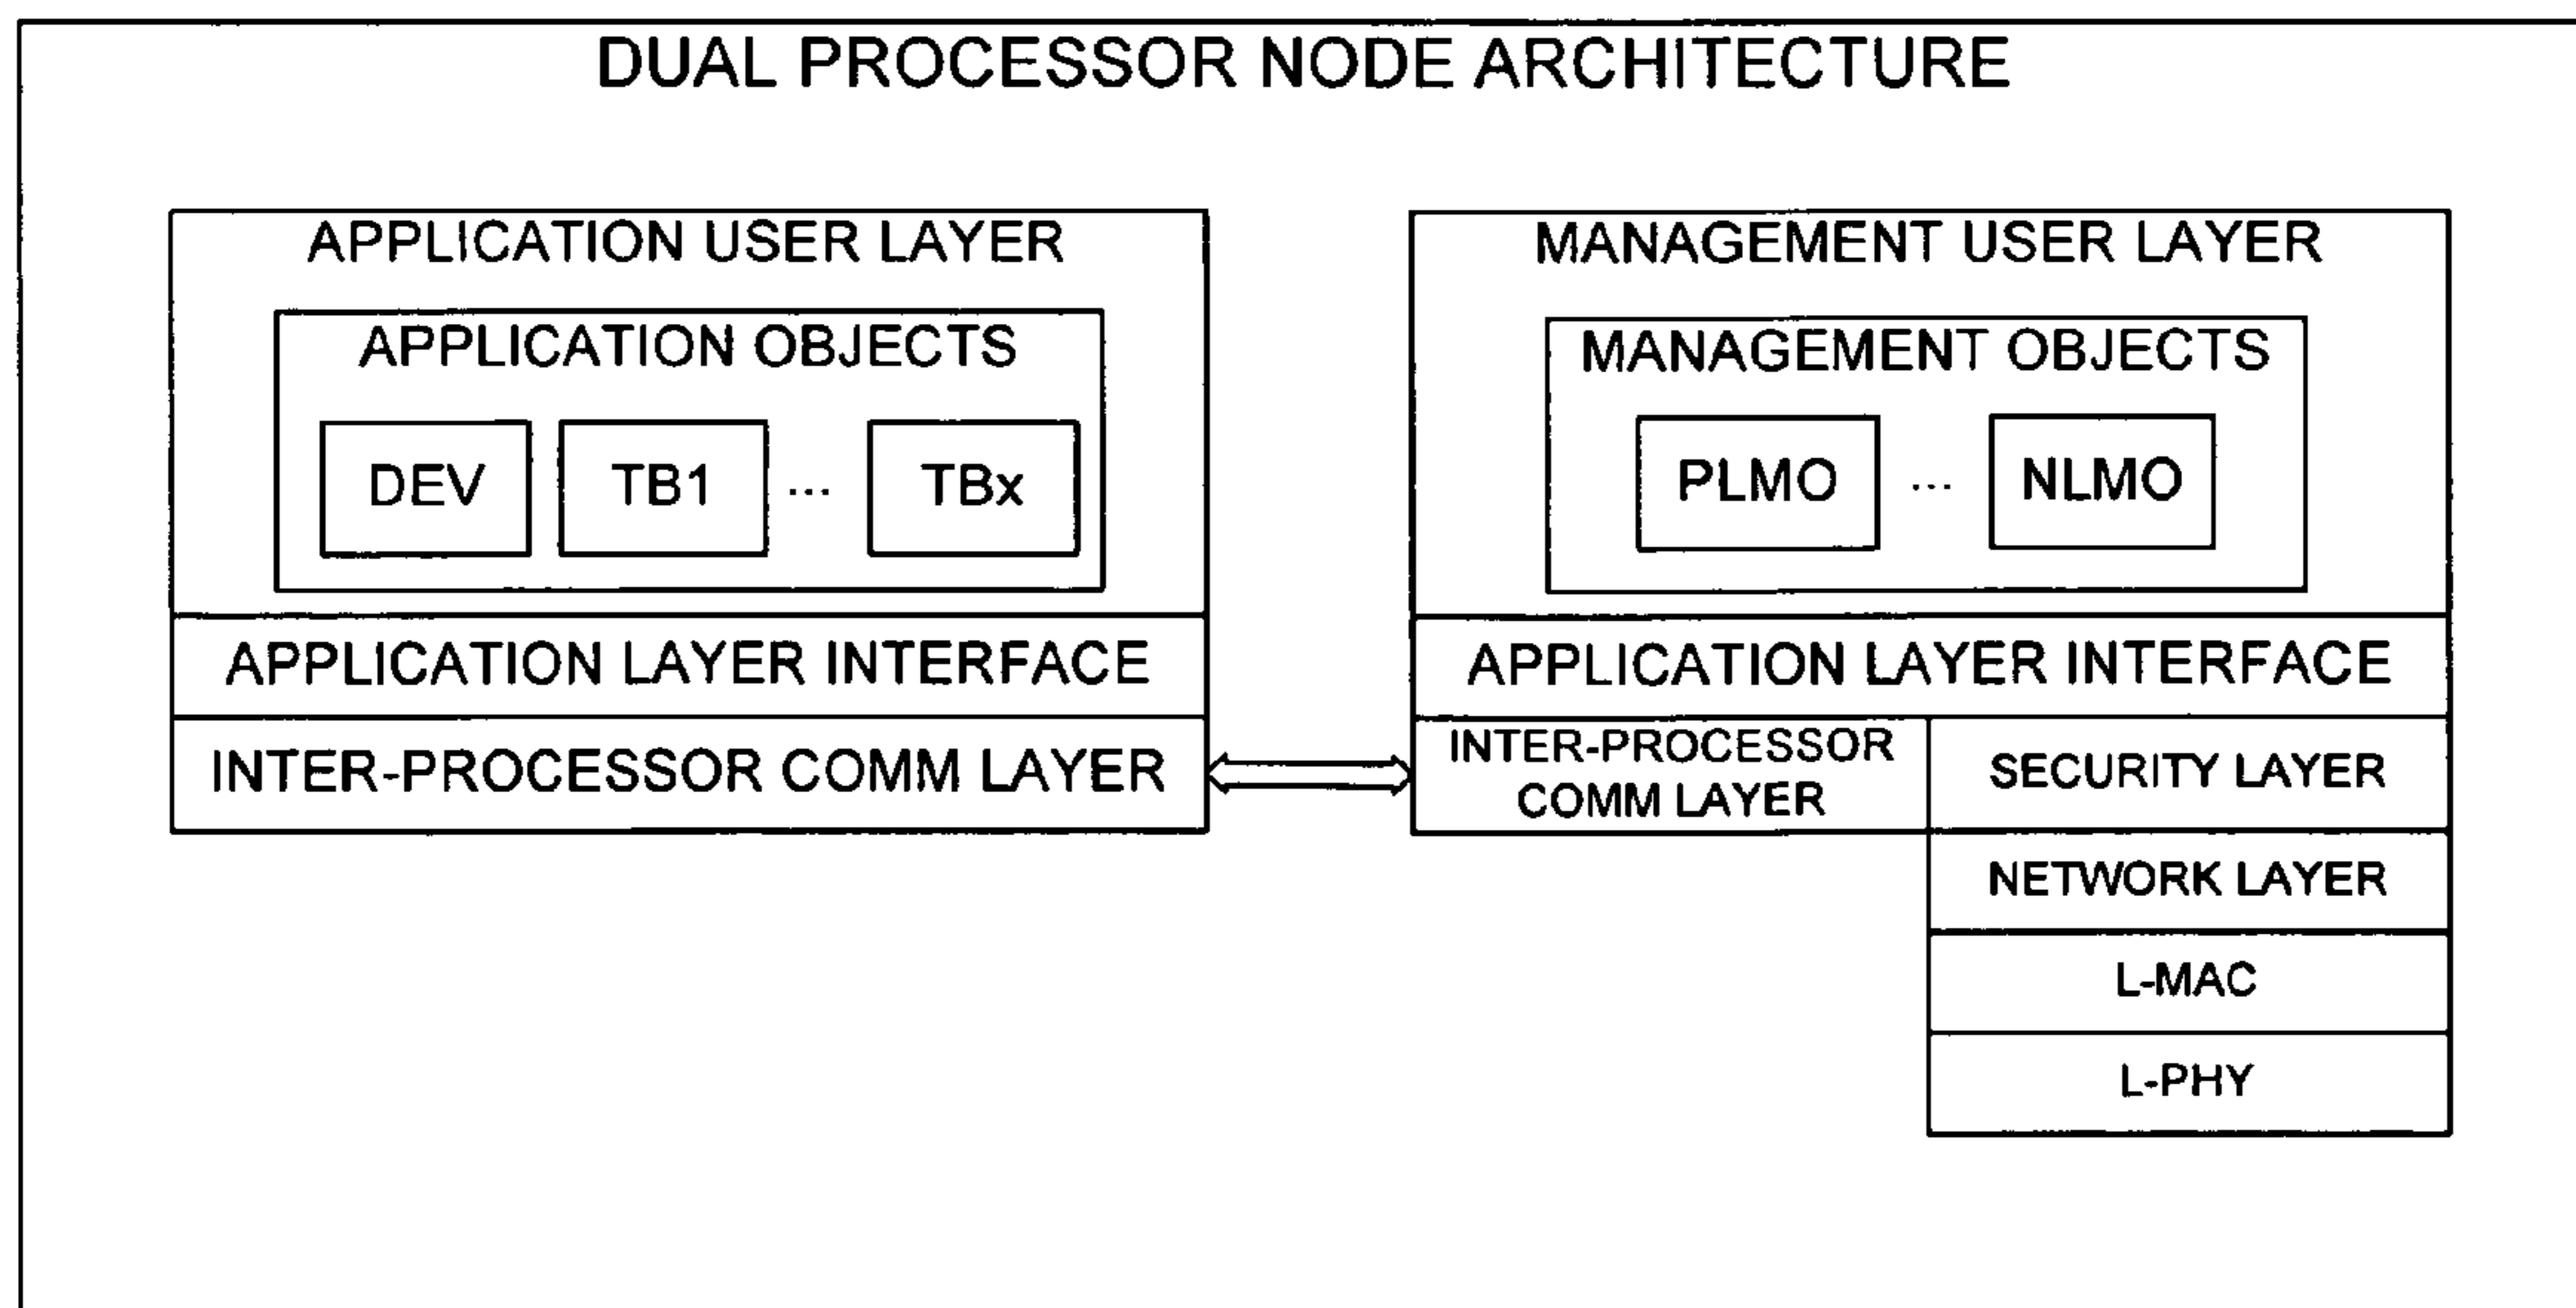 DUAL PROCESSOR NODE ARCHITECTURE
APPLICATION USER LAYER
APPLICATION OBJECTS
DEV
TB1
...
TBx
APPLICATION LAYER INTERFACE
INTER-PROCESSOR COMM LAYER
MANAGEMENT USER LAYER
MANAGEMENT OBJECTS
PLMO
...
NLMO
APPLICATION LAYER INTERFACE
INTER-PROCESSOR
COMM LAYER
SECURITY LAYER
NETWORK LAYER
L-MAC
L-PHY